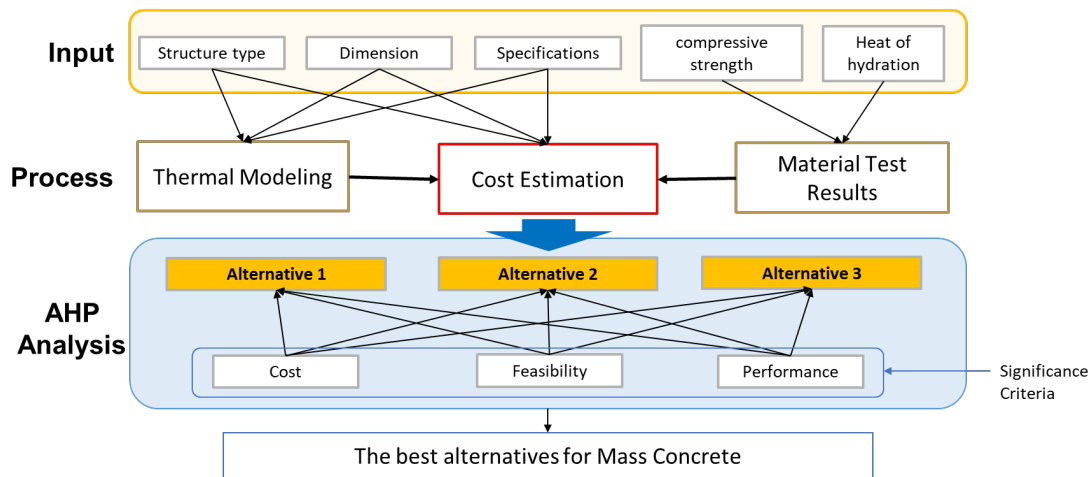 Input
Structure type
Dimension
Specifications
compressive
strength
Heat of
hydration
Process
Thermal Modeling
Cost Estimation
Material Test
Results
AHP
Analysis
Alternative 1
Alternative 2
Alternative 3
Cost
Feasibility
Performance
Significance
Criteria
The best alternatives for Mass Concrete